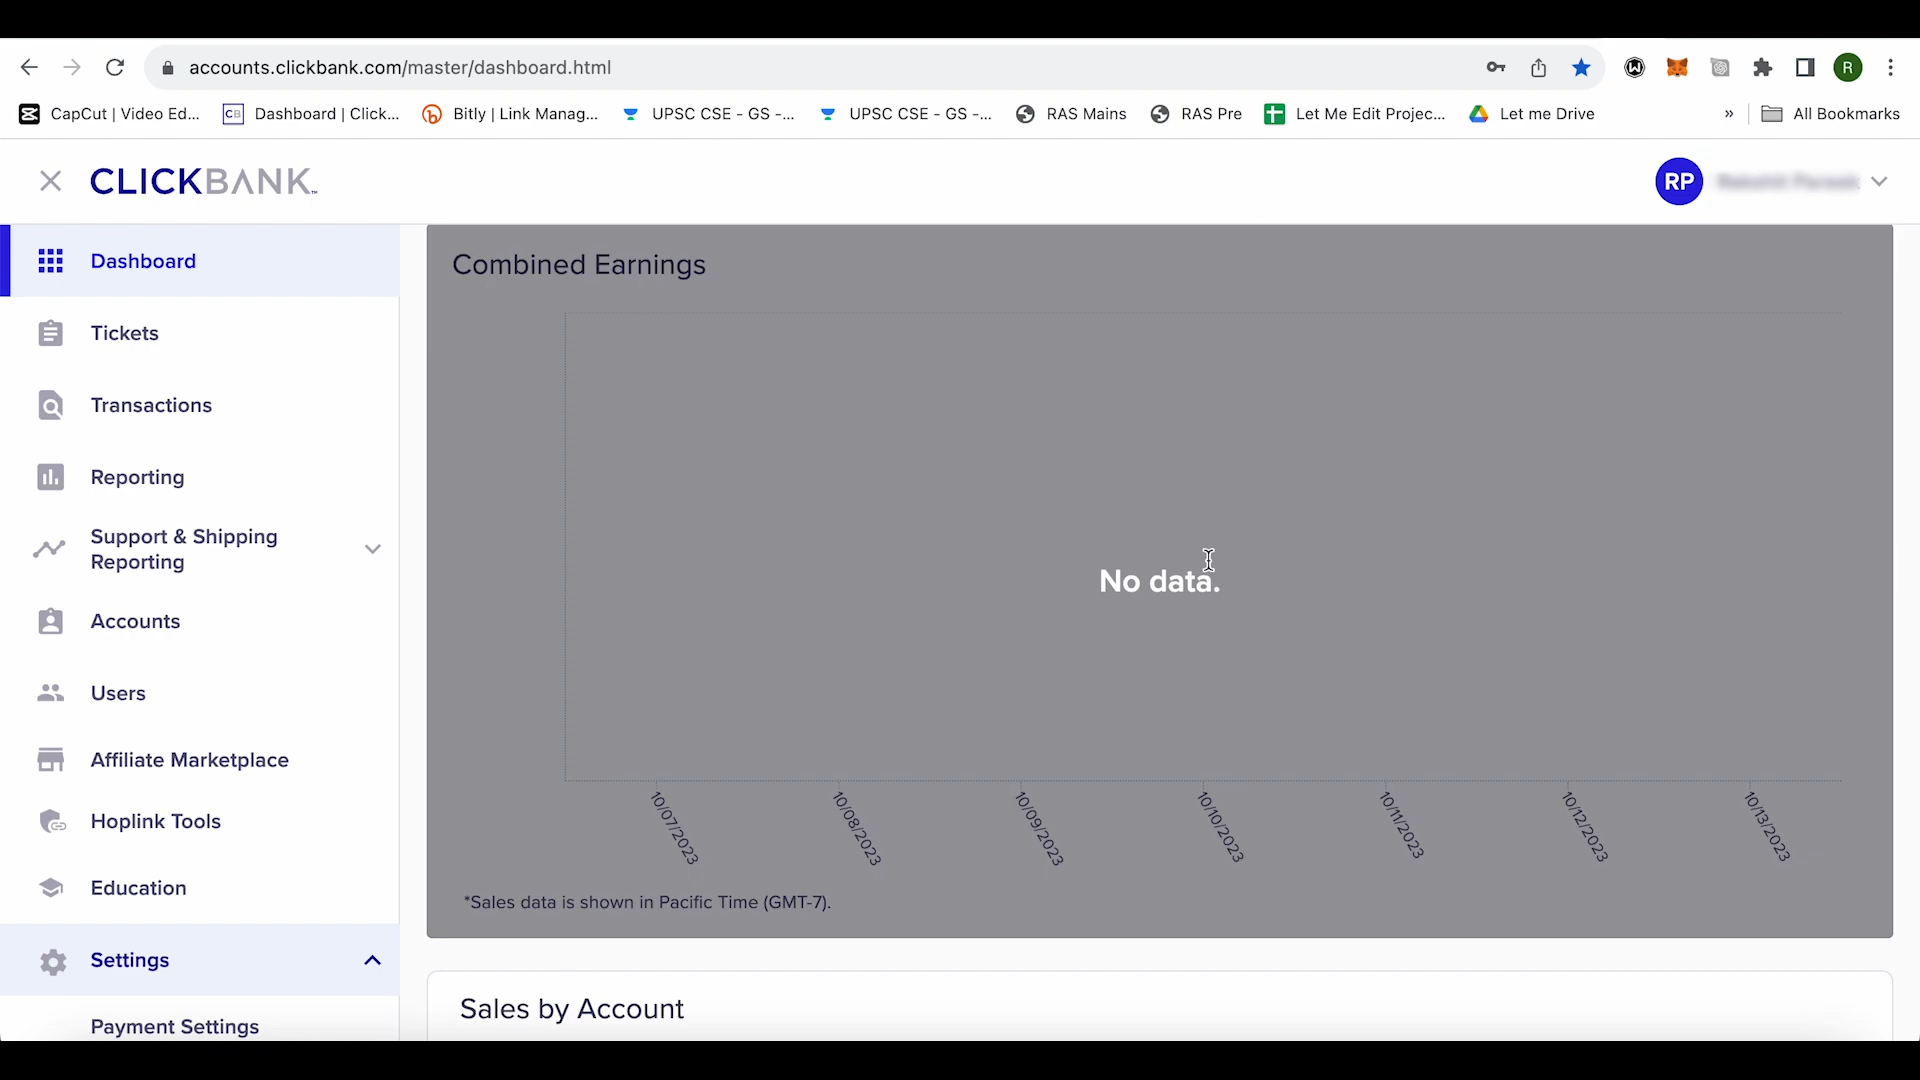 accounts.clickbank.com/master/dashboard.html
CapCut | Video Ed...
CB
Dashboard | Click...
Bitly | Link Manag...
UPSC CSE - GS -...
UPSC CSE - GS -...
RAS Mains
RAS Pre
Let Me Edit Projec...
Let me Drive
»
All Bookmarks
R
CLICKBANK™
RP
Dashboard
Tickets
Transactions
Reporting
Support & Shipping
Reporting
Accounts
Users
Affiliate Marketplace
Hoplink Tools
Education
Settings
Payment Settings
Combined Earnings
No data.
10/07/2023
10/08/2023
10/09/2023
10/10/2023
10/11/2023
10/12/2023
10/13/2023
*Sales data is shown in Pacific Time (GMT-7).
Sales by Account